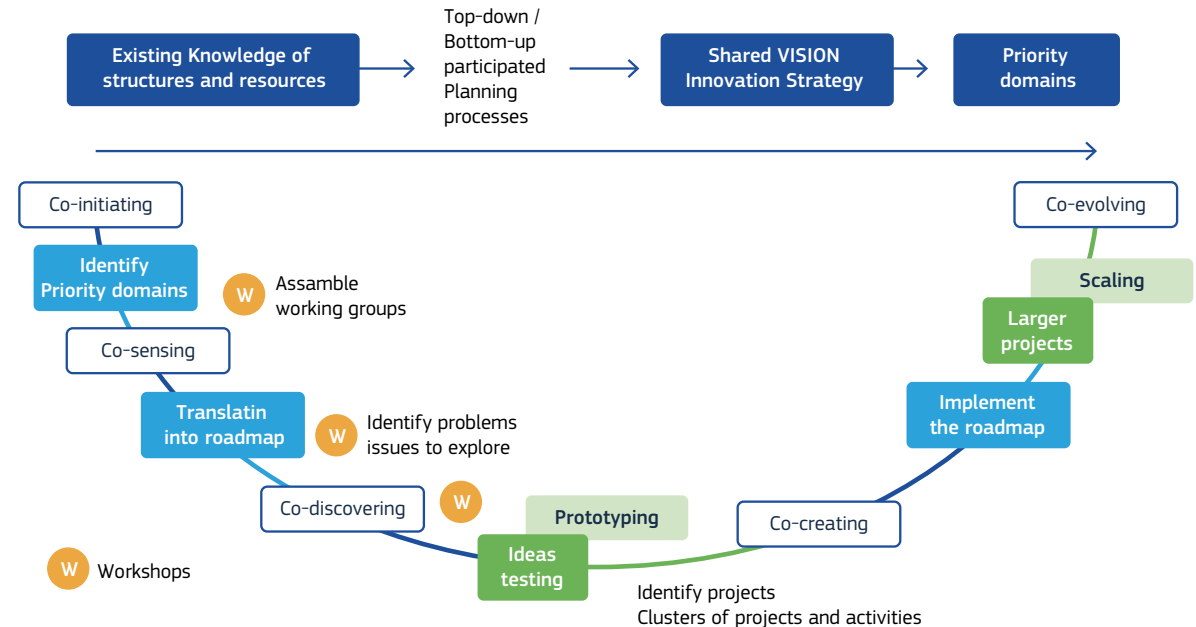 Existing Knowledge of
structures and resources
Top-down /
Bottom-up
participated
Planning
processes
Shared VISION
Innovation Strategy
Priority
domains
Co-initiating
Co-evolving
Identify
Priority domains
W
Assamble
working groups
Scaling
Larger
projects
Co-sensing
Translatin
into roadmap
W
Identify problems
issues to explore
Implement
the roadmap
Co-discovering
W
Prototyping
Co-creating
Ideas
testing
W
Workshops
Identify projects
Clusters of projects and activities